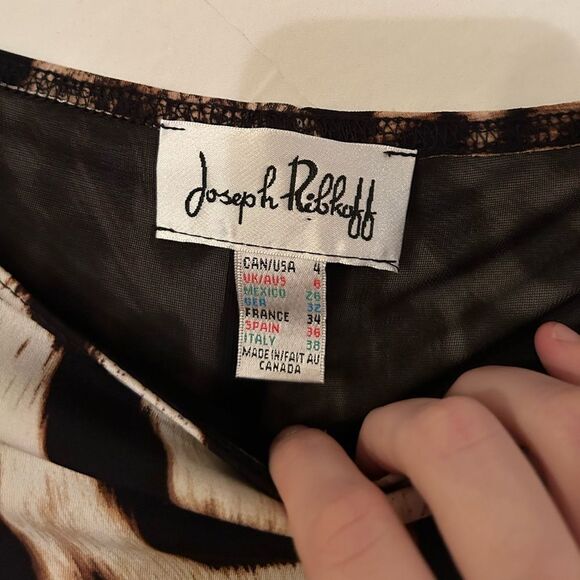 Joseph Ribkoff
CAN/USA 4
UK/AUS 6
MEXICO 26
GER 32
FRANCE 34
SPAIN 36
ITALY 38
MADE IN/FAIT AU
CANADA